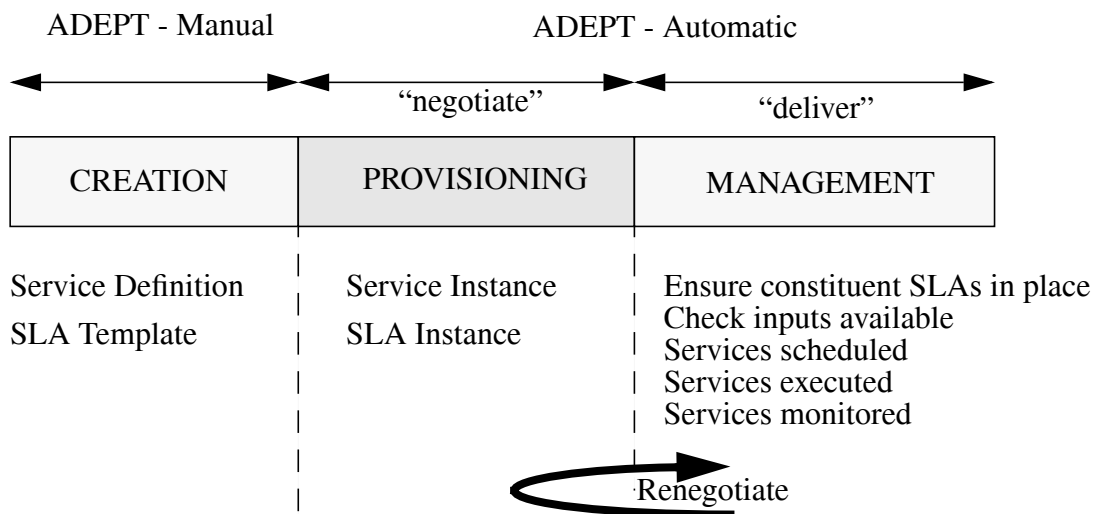 ADEPT - Manual
ADEPT - Automatic
“negotiate”
“deliver”
CREATION
PROVISIONING
MANAGEMENT
Service Definition
SLA Template
Service Instance
SLA Instance
Ensure constituent SLAs in place
Check inputs available
Services scheduled
Services executed
Services monitored
Renegotiate